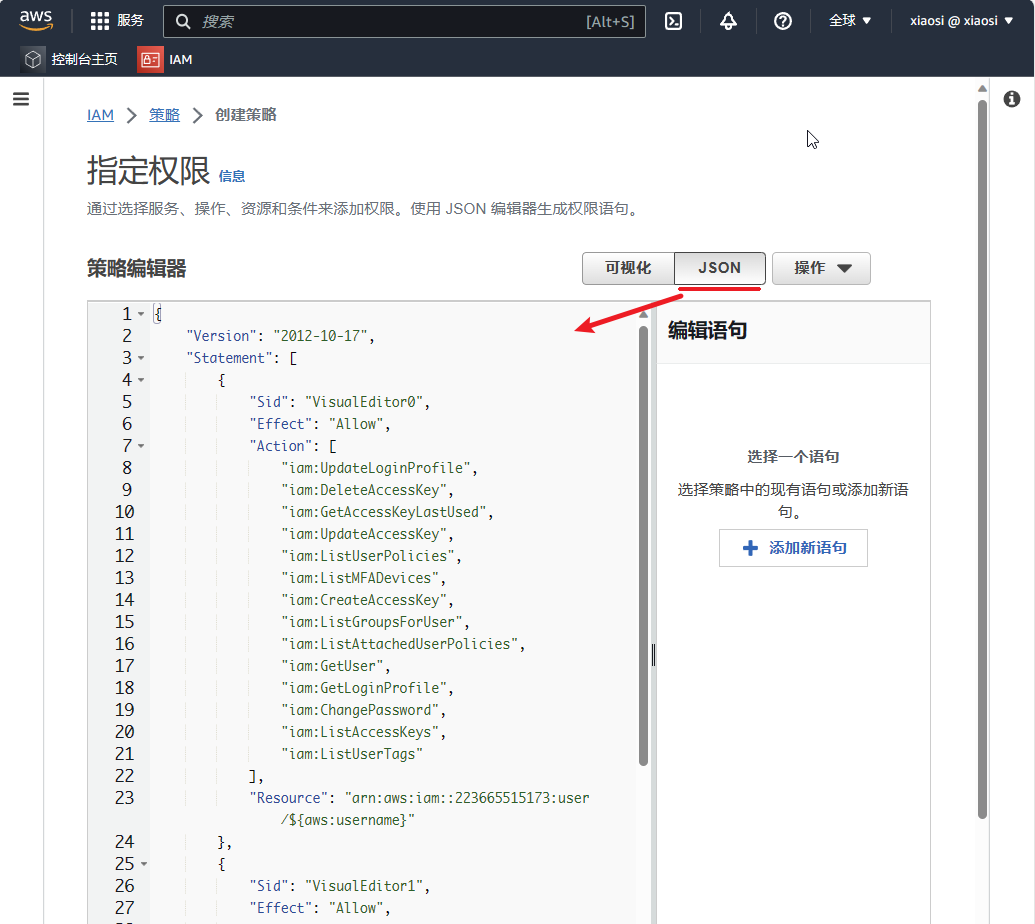 aws
服务
搜索
[Alt+S]
全球
xiaosi @ xiaosi
控制台主页
IAM
IAM
策略
创建策略
指定权限 信息
通过选择服务、操作、资源和条件来添加权限。使用 JSON 编辑器生成权限语句。
策略编辑器
可视化
JSON
操作
1 {
2 "Version": "2012-10-17",
3 "Statement": [
4 {
5 "Sid": "VisualEditor0",
6 "Effect": "Allow",
7 "Action": [
8 "iam:UpdateLoginProfile",
9 "iam:DeleteAccessKey",
10 "iam:GetAccessKeyLastUsed",
11 "iam:UpdateAccessKey",
12 "iam:ListUserPolicies",
13 "iam:ListMFADevices",
14 "iam:CreateAccessKey",
15 "iam:ListGroupsForUser",
16 "iam:ListAttachedUserPolicies",
17 "iam:GetUser",
18 "iam:GetLoginProfile",
19 "iam:ChangePassword",
20 "iam:ListAccessKeys",
21 "iam:ListUserTags"
22 ],
23 "Resource": "arn:aws:iam::223665515173:user
/${aws:username}"
24 },
25 {
26 "Sid": "VisualEditor1",
27 "Effect": "Allow",
编辑语句
选择一个语句
选择策略中的现有语句或添加新语
句。
添加新语句